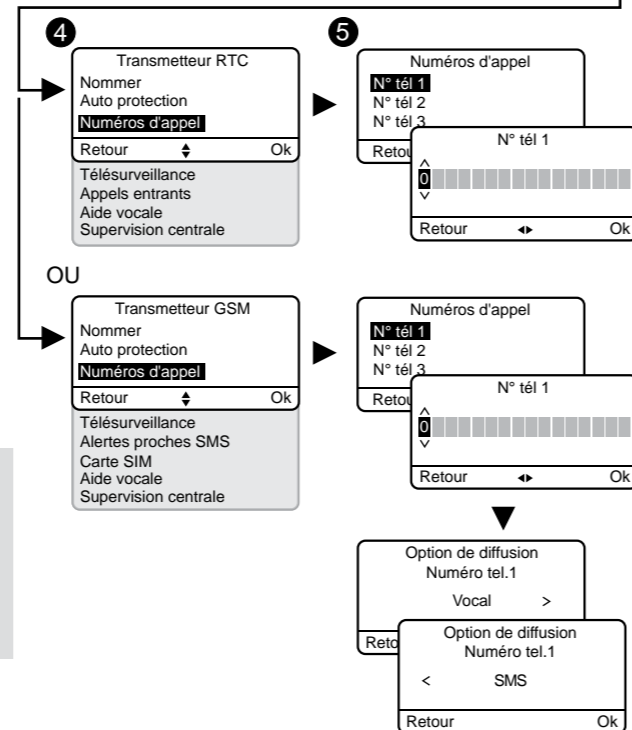 4
Transmetteur RTC
Nommer
Auto protection
Numéros d'appel
Retour Ok
Télésurveillance
Appels entrants
Aide vocale
Supervision centrale
5
Numéros d'appel
N° tél 1
N° tél 2
N° tél 3
Retou
N° tél 1
0
Retour Ok
OU
Transmetteur GSM
Nommer
Auto protection
Numéros d'appel
Retour Ok
Télésurveillance
Alertes proches SMS
Carte SIM
Aide vocale
Supervision centrale
Numéros d'appel
N° tél 1
N° tél 2
N° tél 3
Retou
N° tél 1
0
Retour Ok
Option de diffusion
Numéro tel.1
Vocal >
Reto
Option de diffusion
Numéro tel.1
< SMS
Retour Ok